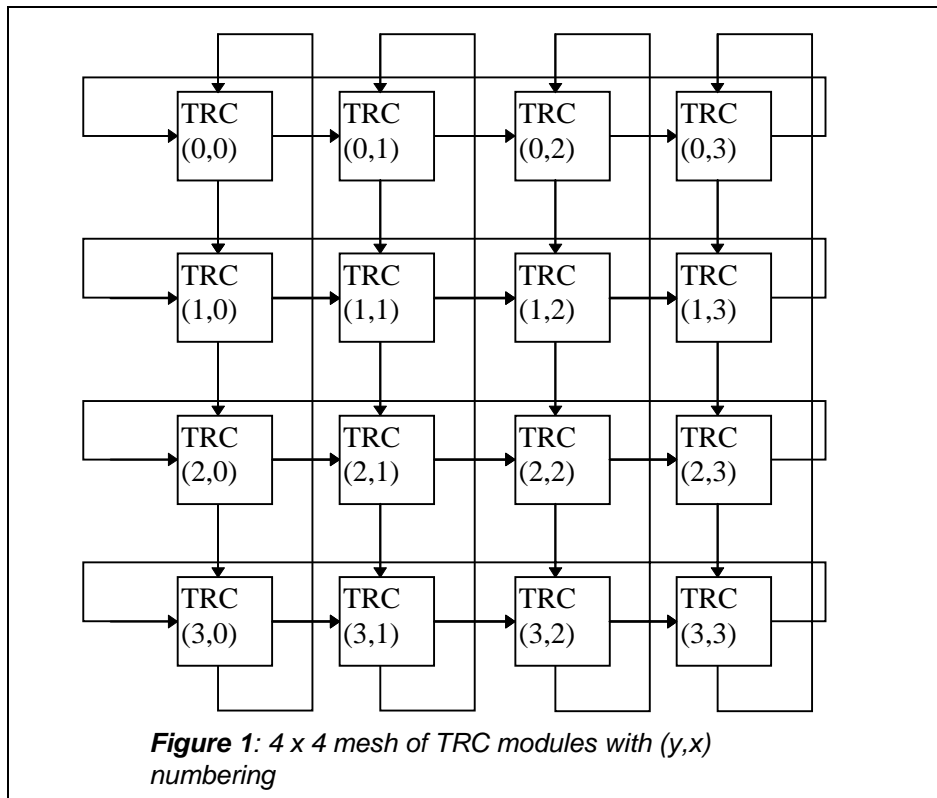 TRC TRC TRC TRC
(0,0) (0,1) (0,2) (0,3)
TRC TRC TRC TRC
(1,0) (1,1) (1,2) (1,3)
TRC TRC TRC TRC
(2,0) (2,1) (2,2) (2,3)
TRC TRC TRC TRC
(3,0) (3,1) (3,2) (3,3)
Figure 1: 4 x 4 mesh of TRC modules with (y,x)
numbering